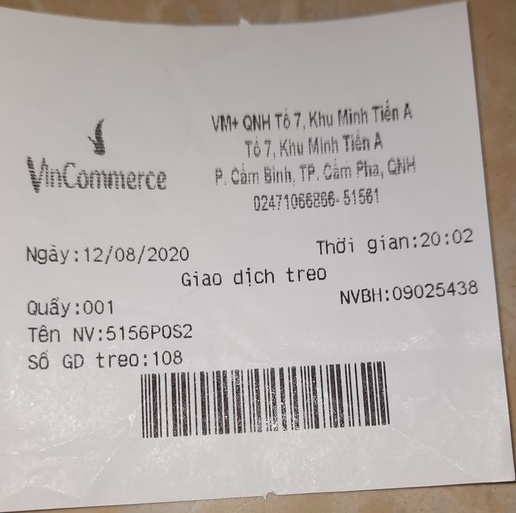 VinCommerce
VM+ QNH Tổ 7, Khu Minh Tiến A
Tổ 7, Khu Minh Tiến A
P. Cẩm Bình, TP. Cẩm Phả, QNH
02471066866-51561
Ngày:12/08/2020 Thời gian:20:02
Giao dịch treo
Quầy:001 NVBH:09025438
Tên NV:5156POS2
Số GD treo:108